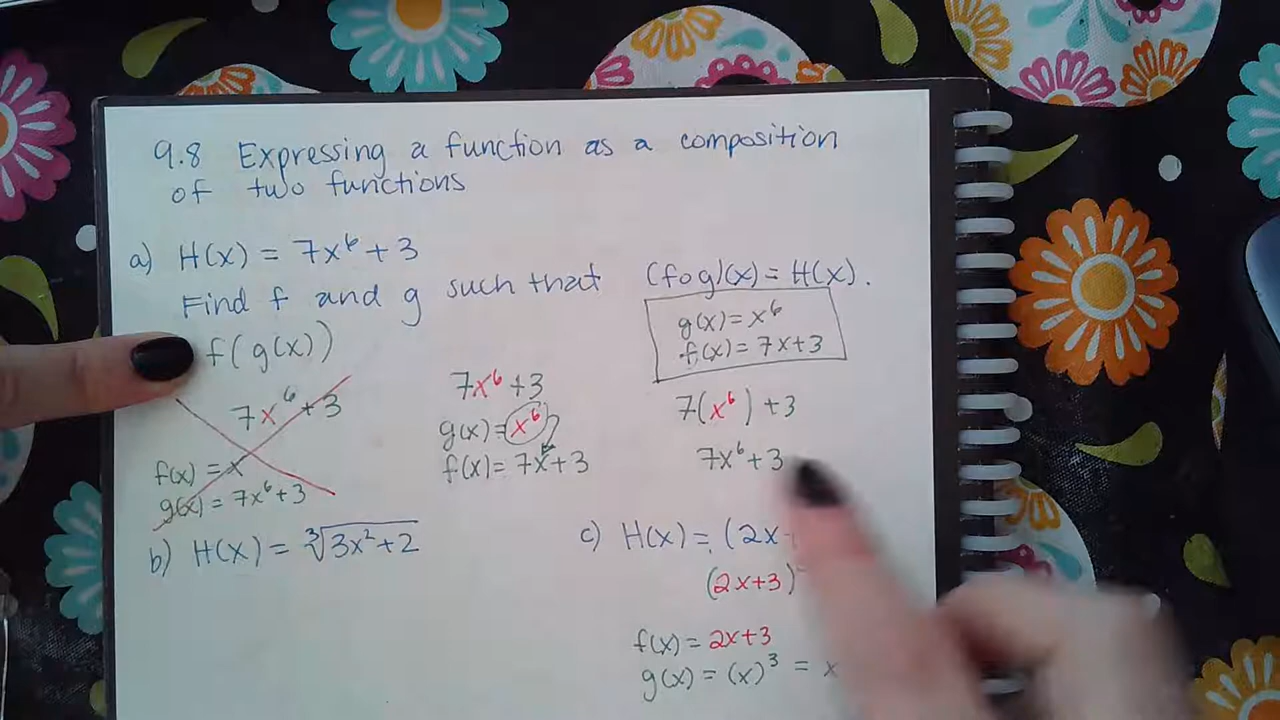 9.8 Expressing a function as a composition
of two functions
a) H(x) = 7x⁶ + 3
Find f and g such that (fog)(x) = H(x).
f(g(x))
7x⁶ + 3
f(x) = x
g(x) = 7x⁶ + 3
7x⁶ + 3
g(x) = x⁶
f(x) = 7x + 3
g(x) = x⁶
f(x) = 7x + 3
7(x⁶) + 3
7x⁶ + 3
b) H(x) = ∛3x² + 2
c) H(x) = (2x
(2x+3)
f(x) = 2x+3
g(x) = (x)³ = x